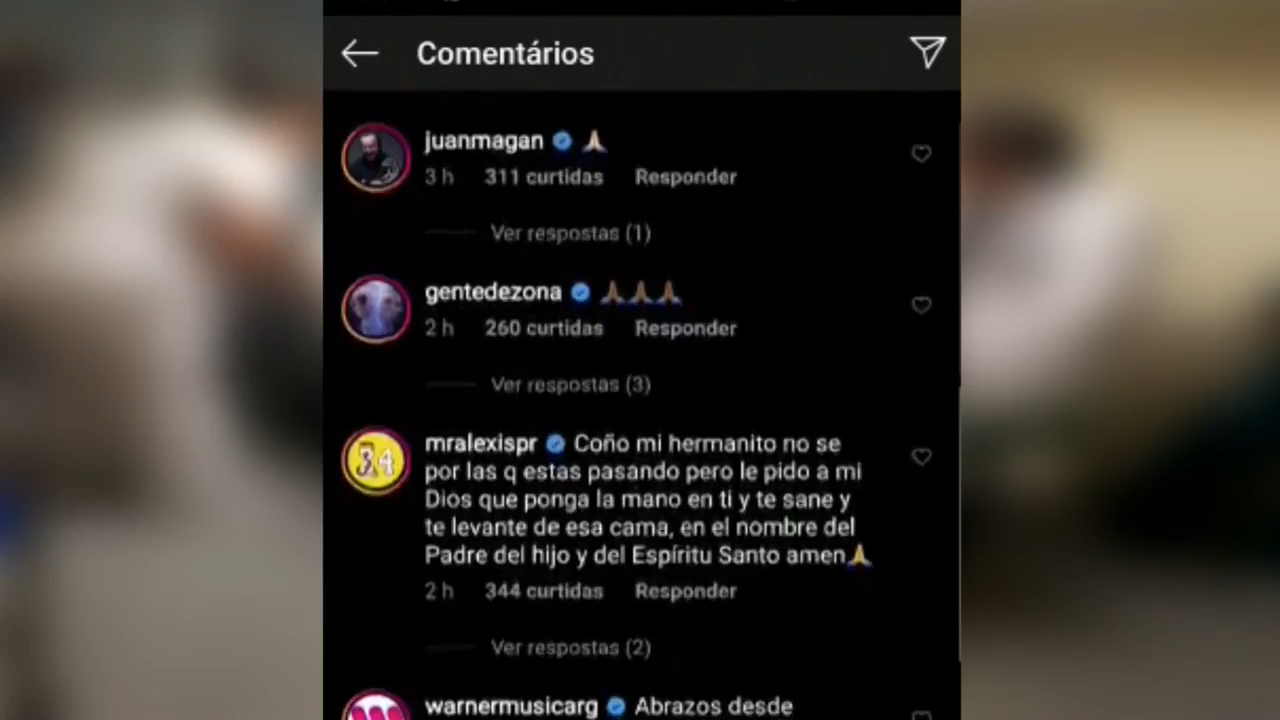 Comentários
juanmagan 🙏🏻
3 h 311 curtidas Responder
Ver respostas (1)
gentedezona 🙏🏽🙏🏽🙏🏽
2 h 260 curtidas Responder
Ver respostas (3)
mralexispr Coño mi hermanito no se
por las q estas pasando pero le pido a mi
Dios que ponga la mano en ti y te sane y
te levante de esa cama, en el nombre del
Padre del hijo y del Espíritu Santo amen🙏
2 h 344 curtidas Responder
Ver respostas (2)
warnermusicarg Abrazos desde